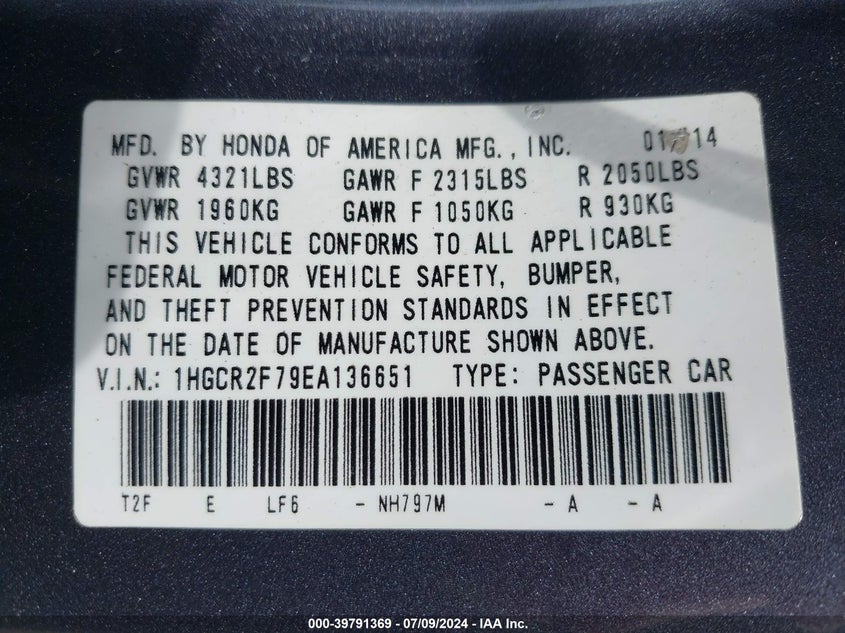 MFD. BY HONDA OF AMERICA MFG., INC. 01/14
GVWR 4321LBS GAWR F 2315LBS R 2050LBS
GVWR 1960KG GAWR F 1050KG R 930KG
THIS VEHICLE CONFORMS TO ALL APPLICABLE
FEDERAL MOTOR VEHICLE SAFETY, BUMPER,
AND THEFT PREVENTION STANDARDS IN EFFECT
ON THE DATE OF MANUFACTURE SHOWN ABOVE.
V.I.N.: 1HGCR2F79EA136651 TYPE: PASSENGER CAR
T2F E LF6 - NH797M - A - A
000-39791369 - 07/09/2024 - IAA Inc.